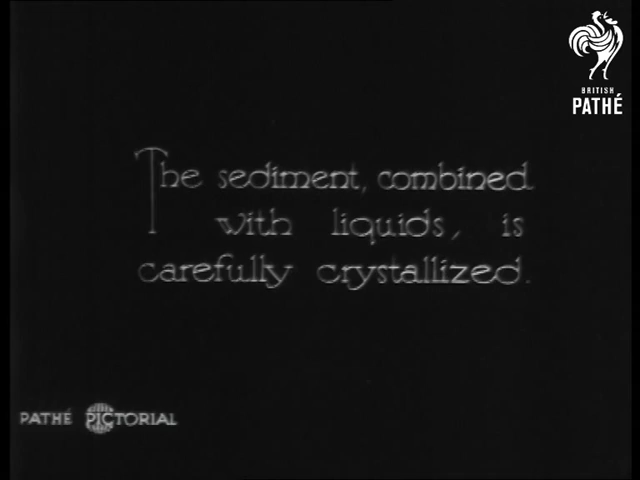 BRITISH
PATHÉ
The sediment, combined
with liquids, is
carefully crystallized.
PATHÉ PICTORIAL